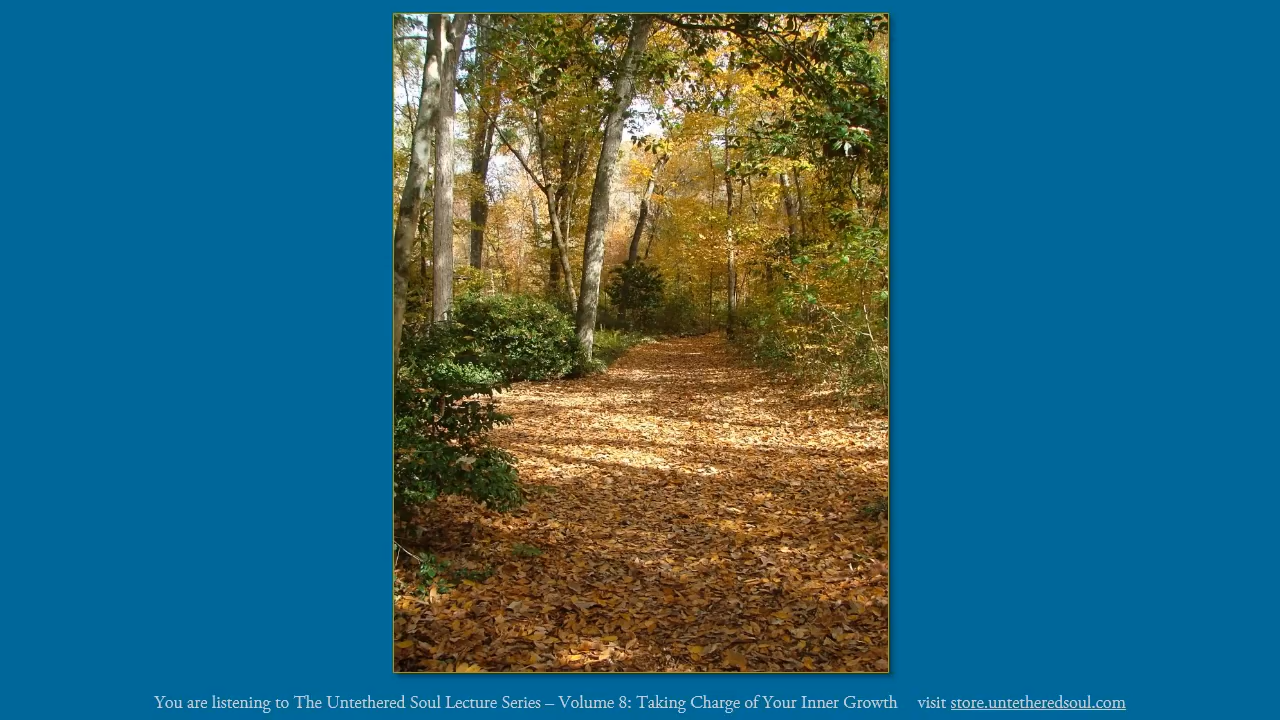 You are listening to The Untethered Soul Lecture Series – Volume 8: Taking Charge of Your Inner Growth visit store.untetheredsoul.com